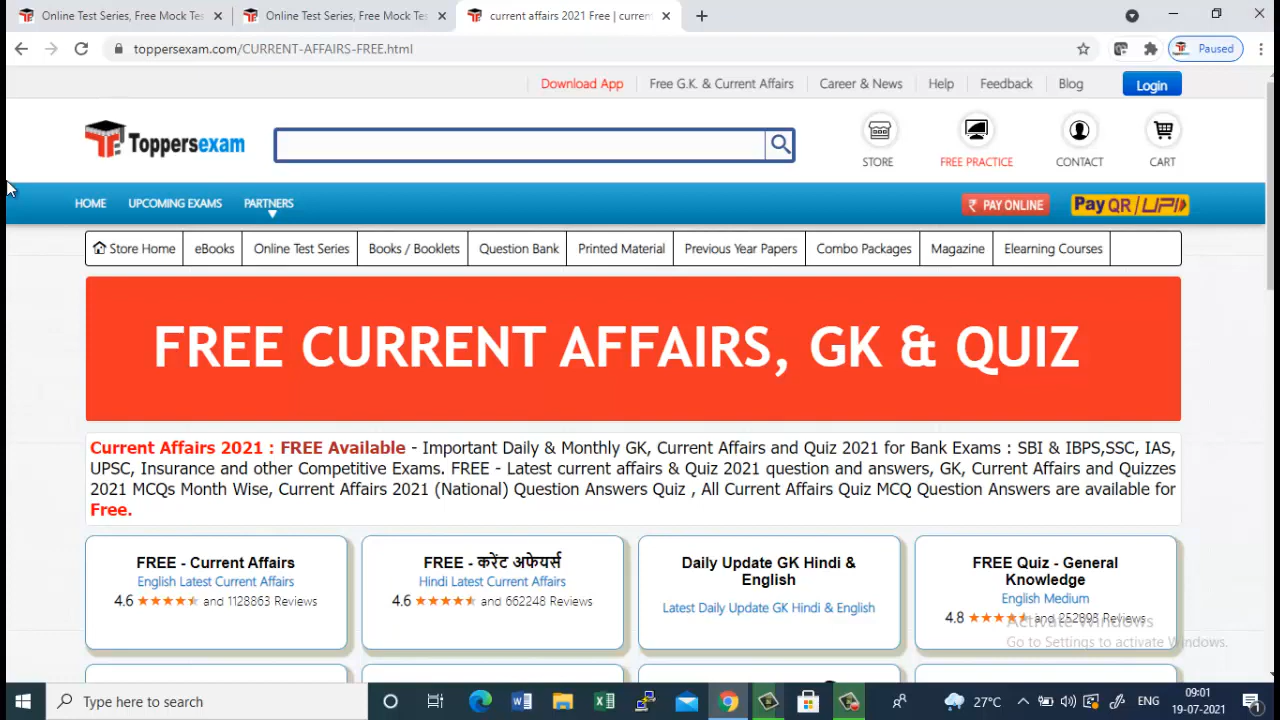 Online Test Series, Free Mock Tes
Online Test Series, Free Mock Tes
current affairs 2021 Free | current
toppersexam.com/CURRENT-AFFAIRS-FREE.html
Paused
Download App
Free G.K. & Current Affairs
Career & News
Help
Feedback
Blog
Login
Toppersexam
STORE
FREE PRACTICE
CONTACT
CART
HOME
UPCOMING EXAMS
PARTNERS
₹ PAY ONLINE
Pay QR/UPI
Store Home
eBooks
Online Test Series
Books / Booklets
Question Bank
Printed Material
Previous Year Papers
Combo Packages
Magazine
Elearning Courses
FREE CURRENT AFFAIRS, GK & QUIZ
Current Affairs 2021 : FREE Available - Important Daily & Monthly GK, Current Affairs and Quiz 2021 for Bank Exams : SBI & IBPS,SSC, IAS,
UPSC, Insurance and other Competitive Exams. FREE - Latest current affairs & Quiz 2021 question and answers, GK, Current Affairs and Quizzes
2021 MCQs Month Wise, Current Affairs 2021 (National) Question Answers Quiz , All Current Affairs Quiz MCQ Question Answers are available for
Free.
FREE - Current Affairs
English Latest Current Affairs
4.6 and 1128863 Reviews
FREE - करेंट अफेयर्स
Hindi Latest Current Affairs
4.6 and 662248 Reviews
Daily Update GK Hindi &
English
Latest Daily Update GK Hindi & English
FREE Quiz - General
Knowledge
English Medium
4.8 and 252898 Reviews
Activate Windows
Go to Settings to activate Windows.
Type here to search
27°C
ENG
09:01
19-07-2021